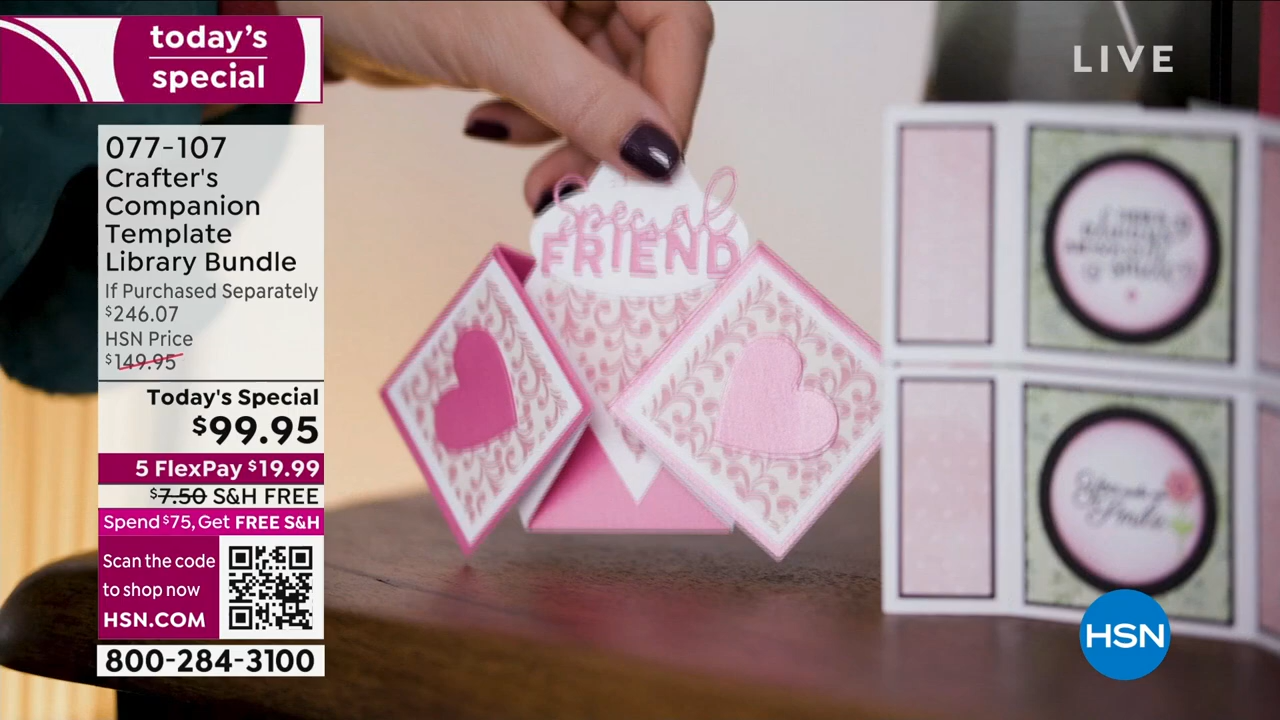 today's
special
LIVE
077-107
Crafter's
Companion
Template
Library Bundle
If Purchased Separately
$246.07
HSN Price
$149.95
Today's Special
$99.95
5 FlexPay $19.99
$7.50 S&H FREE
Spend $75, Get FREE S&H
Scan the code
to shop now
HSN.COM
800-284-3100
Special
FRIEND
HSN